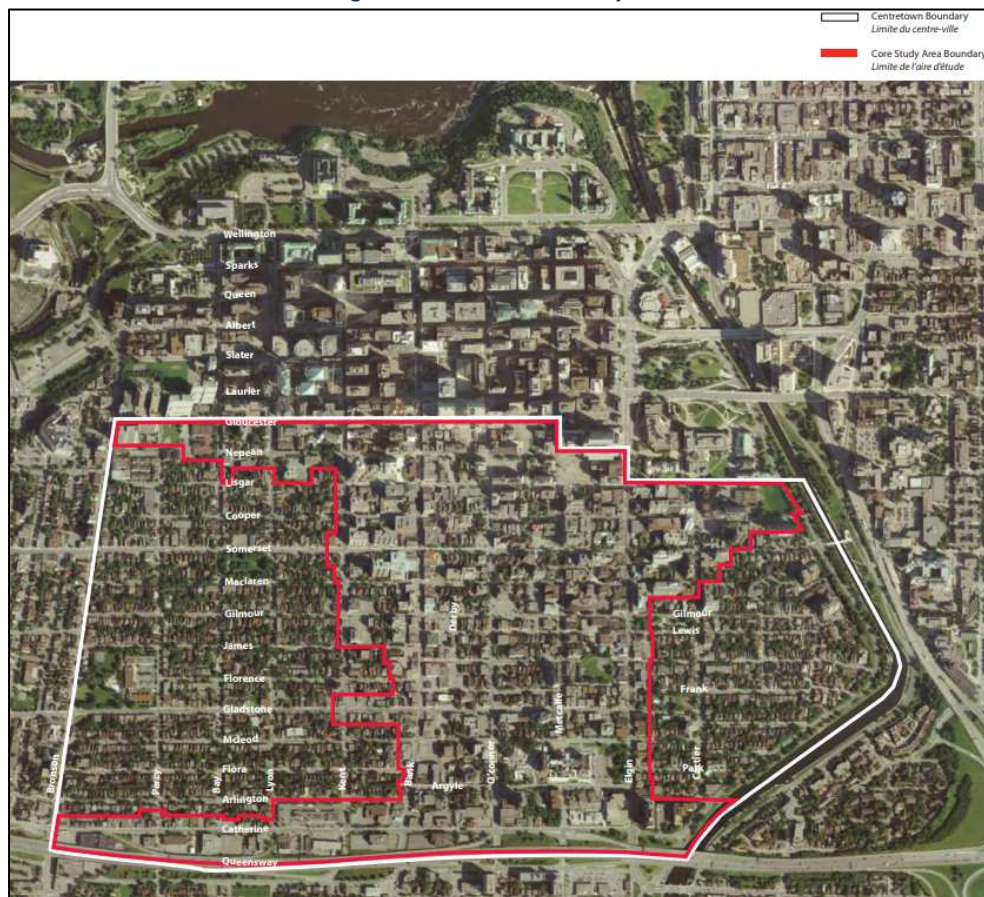 Centretown Boundary
Limite du centre-ville
Core Study Area Boundary
Limite de l'aire d'étude
Wellington
Sparks
Queen
Albert
Slater
Laurier
Gloucester
Nepean
Lisgar
Cooper
Somerset
Maclaren
Gilmour
James
Florence
Gladstone
Mcleod
Flora
Arlington
Catherine
Queensway
Bronson
Percy
Bay
Lyon
Kent
Bank
Argyle
O'connor
Derby
Metcalfe
Elgin
Cartier
Gilmour
Lewis
Frank
Park